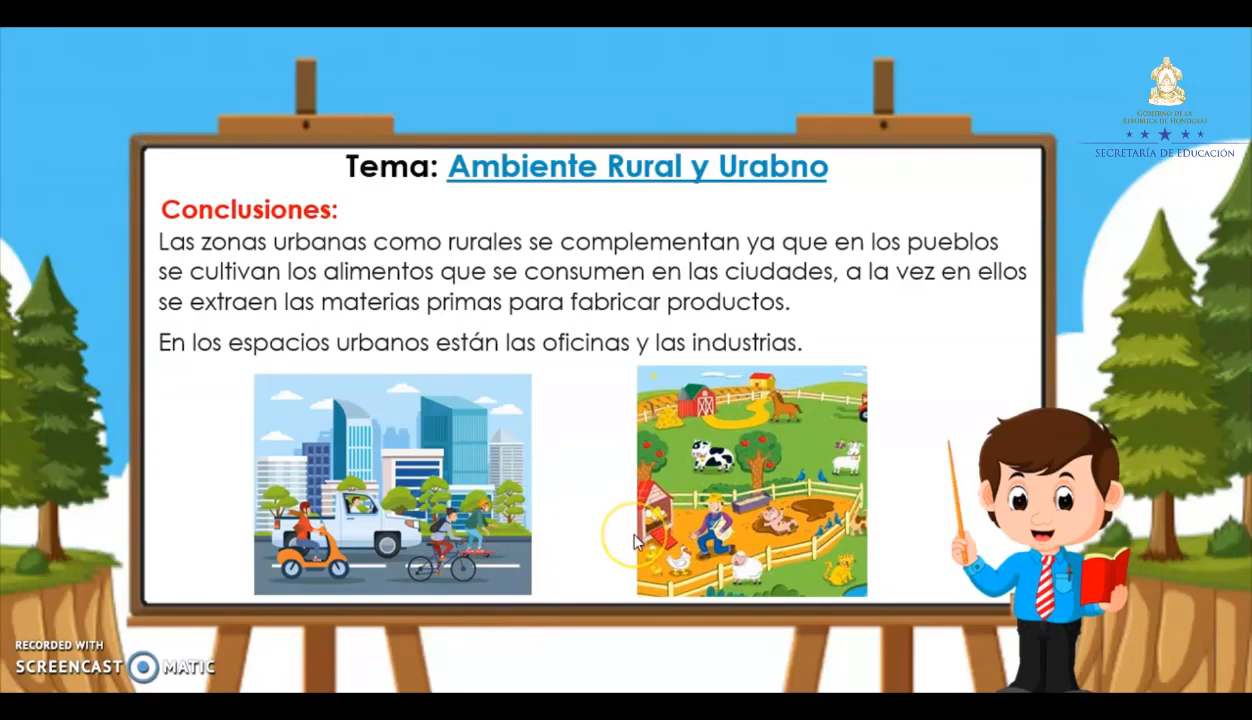 GOBIERNO DE LA
REPÚBLICA DE HONDURAS
SECRETARÍA DE EDUCACIÓN
Tema: Ambiente Rural y Urabno
Conclusiones:
Las zonas urbanas como rurales se complementan ya que en los pueblos
se cultivan los alimentos que se consumen en las ciudades, a la vez en ellos
se extraen las materias primas para fabricar productos.
En los espacios urbanos están las oficinas y las industrias.
RECORDED WITH
SCREENCAST MATIC